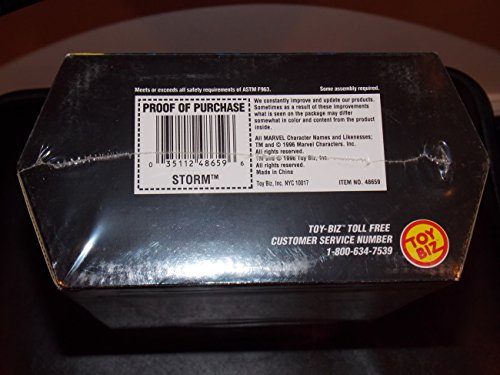 Meets or exceeds all safety requirements of ASTM F963.
Some assembly required.
PROOF OF PURCHASE
0 35112 48659 6
STORM™
We constantly improve and update our products.
Sometimes as a result of these improvements
what is seen on the package may differ
somewhat in color and content from the product
inside.
All MARVEL Character Names and Likenesses;
TM and © 1996 Marvel Characters. Inc.
All rights reserved.
TM and © 1996 Toy Biz, Inc.
All rights reserved.
Made in China
Toy Biz, Inc. NYC 10017
ITEM NO. 48659
TOY-BIZ™ TOLL FREE
CUSTOMER SERVICE NUMBER
1-800-634-7539
TOY
BIZ